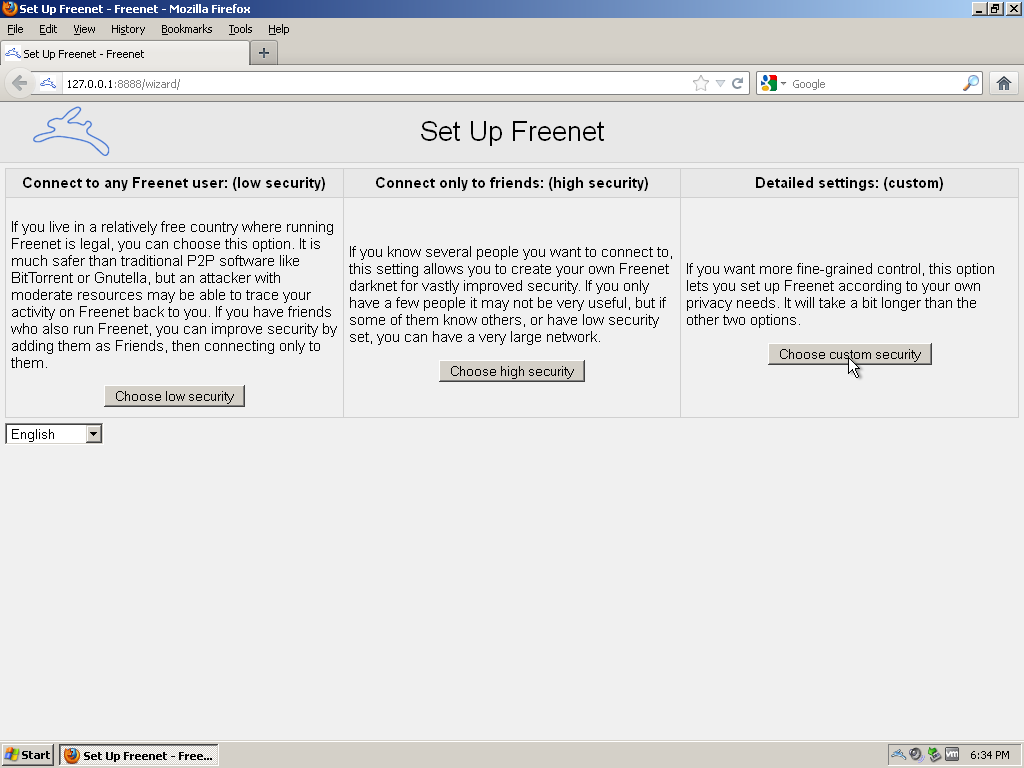 Set Up Freenet - Freenet - Mozilla Firefox
File Edit View History Bookmarks Tools Help
Set Up Freenet - Freenet
127.0.0.1:8888/wizard/
Google
Set Up Freenet
Connect to any Freenet user: (low security)
If you live in a relatively free country where running
Freenet is legal, you can choose this option. It is
much safer than traditional P2P software like
BitTorrent or Gnutella, but an attacker with
moderate resources may be able to trace your
activity on Freenet back to you. If you have friends
who also run Freenet, you can improve security by
adding them as Friends, then connecting only to
them.
Choose low security
Connect only to friends: (high security)
If you know several people you want to connect to,
this setting allows you to create your own Freenet
darknet for vastly improved security. If you only
have a few people it may not be very useful, but if
some of them know others, or have low security
set, you can have a very large network.
Choose high security
Detailed settings: (custom)
If you want more fine-grained control, this option
lets you set up Freenet according to your own
privacy needs. It will take a bit longer than the
other two options.
Choose custom security
English
Start
Set Up Freenet - Free...
vm
6:34 PM